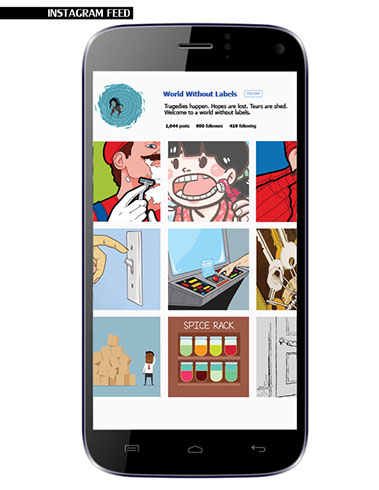 INSTAGRAM FEED
World Without Labels FOLLOW
Tragedies happen. Hopes are lost. Tears are shed.
Welcome to a world without labels.
1,044 posts 900 followers 419 following
SPICE RACK